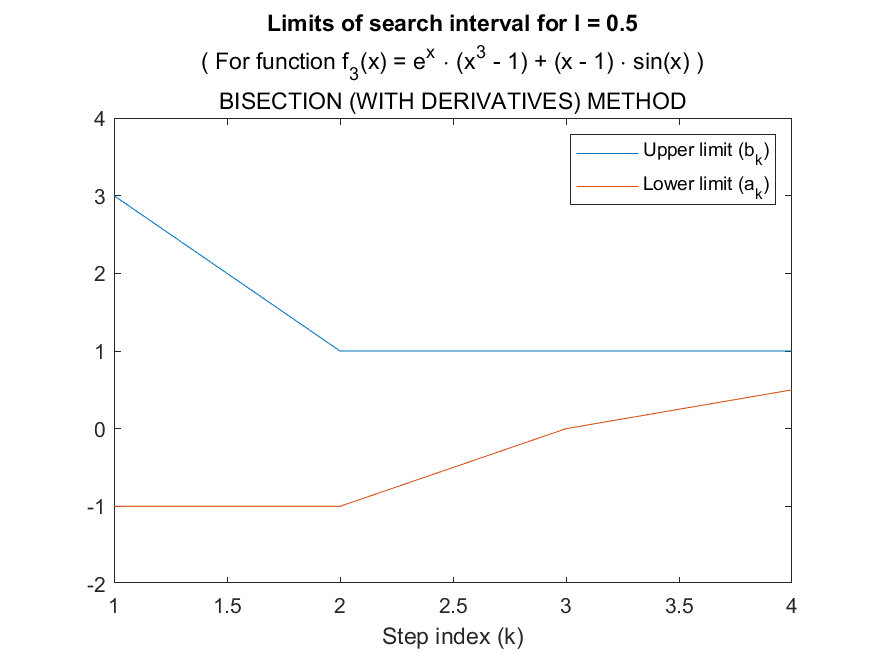 Limits of search interval for l = 0.5
( For function f₃(x) = eˣ · (x³ - 1) + (x - 1) · sin(x) )
BISECTION (WITH DERIVATIVES) METHOD
Upper limit (bₖ)
Lower limit (aₖ)
4
3
2
1
0
-1
-2
1 1.5 2 2.5 3 3.5 4
Step index (k)